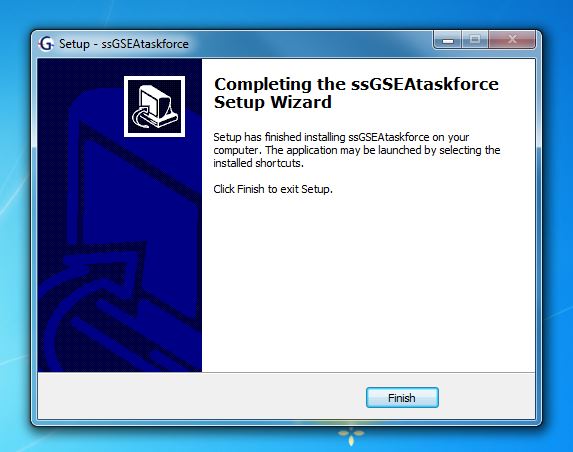 Setup - ssGSEAtaskforce
Completing the ssGSEAtaskforce
Setup Wizard
Setup has finished installing ssGSEAtaskforce on your
computer. The application may be launched by selecting the
installed shortcuts.
Click Finish to exit Setup.
Finish